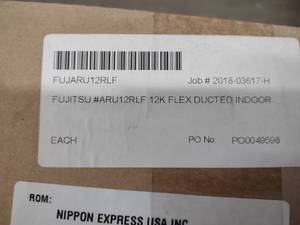 FUJARU12RLF Job # 2018-03617-H
FUJITSU #ARU12RLF 12K FLEX DUCTED INDOOR
EACH PO No. PO0049598
ROM:
NIPPON EXPRESS USA INC